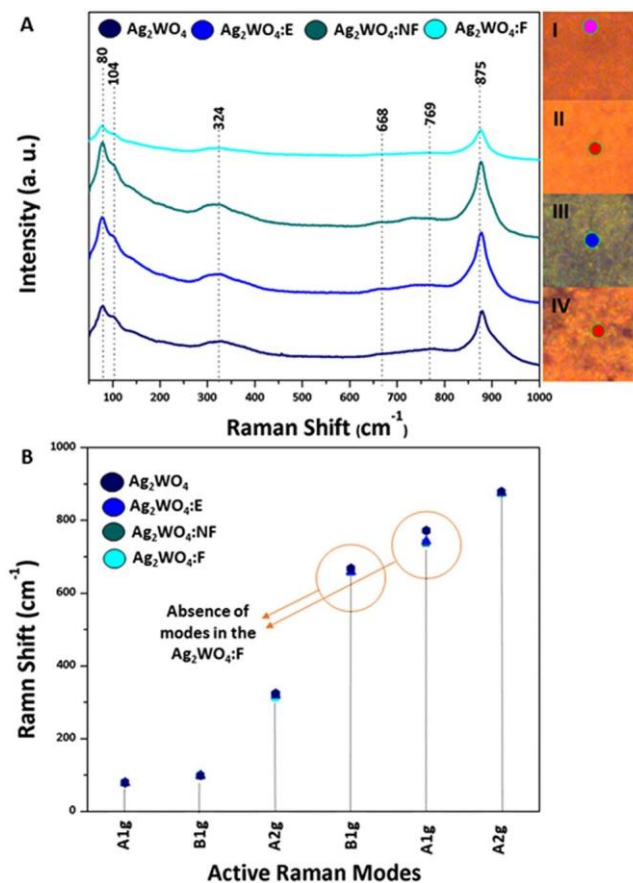 A
Ag₂WO₄ Ag₂WO₄:E Ag₂WO₄:NF Ag₂WO₄:F
80
104
324
668
769
875
I
II
III
IV
Intensity (a. u.)
100 200 300 400 500 600 700 800 900 1000
Raman Shift (cm⁻¹)
B
1000
800
600
400
200
0
Ag₂WO₄
Ag₂WO₄:E
Ag₂WO₄:NF
Ag₂WO₄:F
Absence of
modes in the
Ag₂WO₄:F
Ramn Shift (cm⁻¹)
A1g B1g A2g B1g A1g A2g
Active Raman Modes